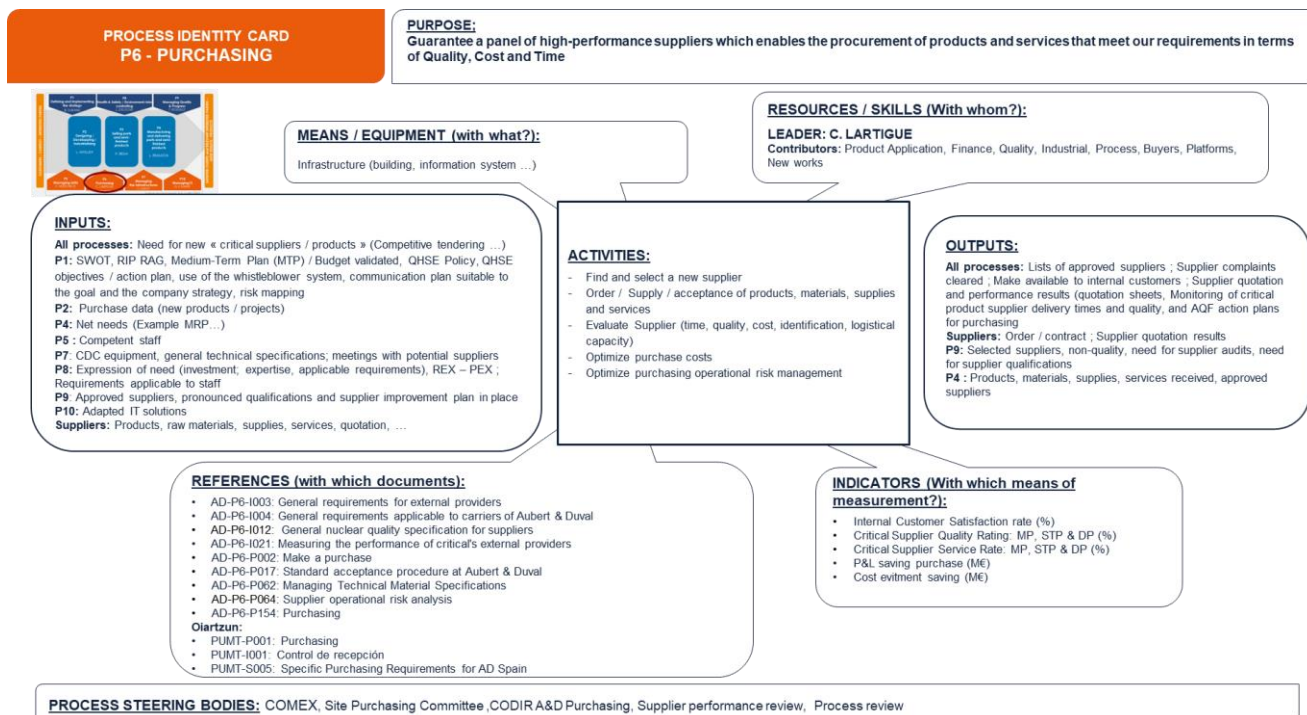 PROCESS IDENTITY CARD
P6 - PURCHASING
PURPOSE:
Guarantee a panel of high-performance suppliers which enables the procurement of products and services that meet our requirements in terms
of Quality, Cost and Time
MEANS / EQUIPMENT (with what?):
Infrastructure (building, information system …)
RESOURCES / SKILLS (With whom?):
LEADER: C. LARTIGUE
Contributors: Product Application, Finance, Quality, Industrial, Process, Buyers, Platforms,
New works
INPUTS:
All processes: Need for new « critical suppliers / products » (Competitive tendering …)
P1: SWOT, RIP RAG, Medium-Term Plan (MTP) / Budget validated, QHSE Policy, QHSE
objectives / action plan, use of the whistleblower system, communication plan suitable to
the goal and the company strategy, risk mapping
P2: Purchase data (new products / projects)
P4: Net needs (Example MRP…)
P5 : Competent staff
P7: CDC equipment, general technical specifications; meetings with potential suppliers
P8: Expression of need (investment; expertise, applicable requirements), REX – PEX ;
Requirements applicable to staff
P9: Approved suppliers, pronounced qualifications and supplier improvement plan in place
P10: Adapted IT solutions
Suppliers: Products, raw materials, supplies, services, quotation, …
ACTIVITIES:
- Find and select a new supplier
- Order / Supply / acceptance of products, materials, supplies
and services
- Evaluate Supplier (time, quality, cost, identification, logistical
capacity)
- Optimize purchase costs
- Optimize purchasing operational risk management
OUTPUTS:
All processes: Lists of approved suppliers ; Supplier complaints
cleared ; Make available to internal customers ; Supplier quotation
and performance results (quotation sheets, Monitoring of critical
product supplier delivery times and quality, and AQF action plans
for purchasing
Suppliers: Order / contract ; Supplier quotation results
P9: Selected suppliers, non-quality, need for supplier audits, need
for supplier qualifications
P4 : Products, materials, supplies, services received, approved
suppliers
REFERENCES (with which documents):
• AD-P6-I003: General requirements for external providers
• AD-P6-I004: General requirements applicable to carriers of Aubert & Duval
• AD-P6-I012: General nuclear quality specification for suppliers
• AD-P6-I021: Measuring the performance of critical's external providers
• AD-P6-P002: Make a purchase
• AD-P6-P017: Standard acceptance procedure at Aubert & Duval
• AD-P6-P062: Managing Technical Material Specifications
• AD-P6-P064: Supplier operational risk analysis
• AD-P6-P154: Purchasing
Oiartzun:
• PUMT-P001: Purchasing
• PUMT-I001: Control de recepción
• PUMT-S005: Specific Purchasing Requirements for AD Spain
INDICATORS (With which means of
measurement?):
• Internal Customer Satisfaction rate (%)
• Critical Supplier Quality Rating: MP, STP & DP (%)
• Critical Supplier Service Rate: MP, STP & DP (%)
• P&L saving purchase (M€)
• Cost evitment saving (M€)
PROCESS STEERING BODIES: COMEX, Site Purchasing Committee ,CODIR A&D Purchasing, Supplier performance review, Process review